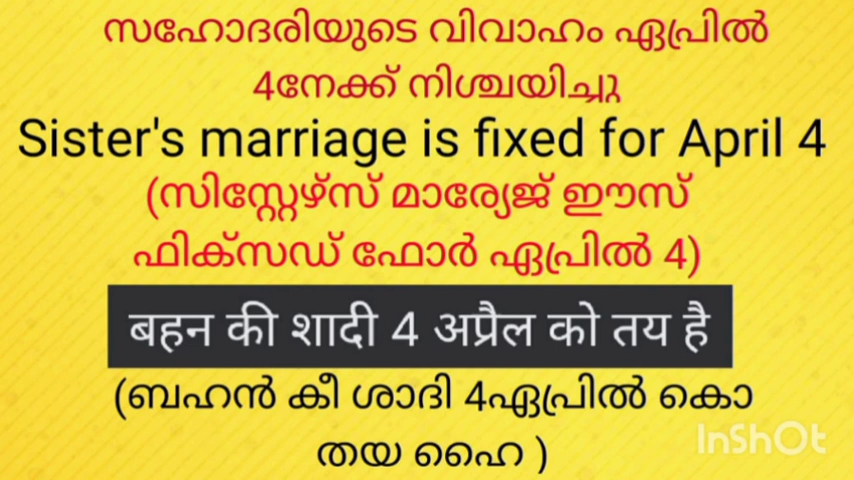 സഹോദരിയുടെ വിവാഹം ഏപ്രിൽ
4നേക്ക് നിശ്ചയിച്ചു
Sister's marriage is fixed for April 4
(സിസ്റ്റേഴ്സ് മാര്യേജ് ഈസ്
ഫിക്സഡ് ഫോർ ഏപ്രിൽ 4)
बहन की शादी 4 अप्रैल को तय है
(ബഹൻ കീ ശാദി 4ഏപ്രിൽ കൊ
തയ ഹൈ )
InShOt